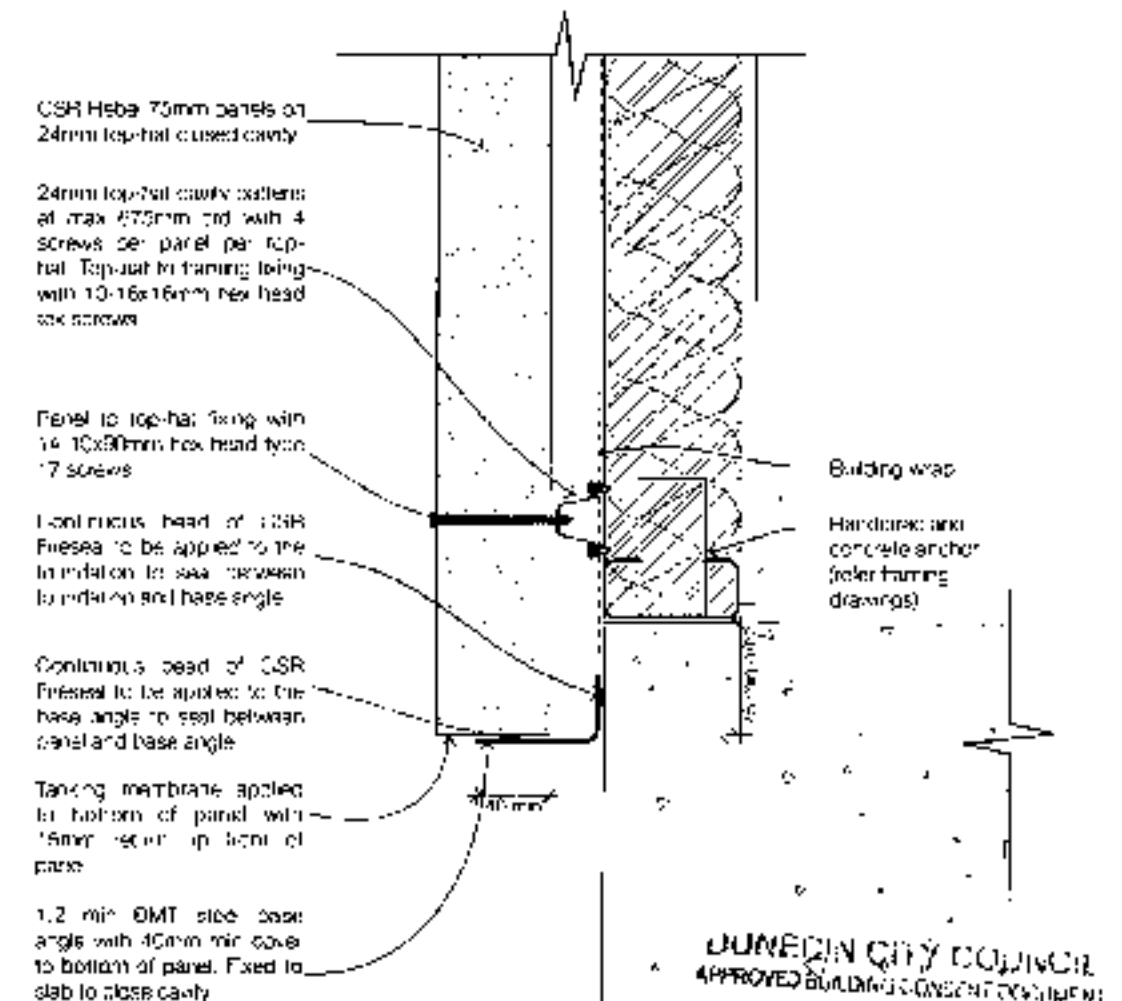 CSR Hebel 75mm panels on
24mm top-hat closed cavity
24mm top-hat cavity battens
at max 675mm crs with 4
screws per panel per top-
hat. Top-hat to framing fixing
with 10-16x16mm hex head
tek screws
Panel to top-hat fixing with
14-10x90mm hex head type
17 screws
Continuous bead of CSR
Fireseal to be applied to the
foundation to seal between
foundation and base angle
Continuous bead of CSR
Fireseal to be applied to the
base angle to seal between
panel and base angle
Tanking membrane applied
to bottom of panel with
15mm return up front of
panel
1.2 min BMT steel base
angle with 40mm min cover
to bottom of panel. Fixed to
slab to close cavity
Building wrap
Handibrac and
concrete anchor
(refer framing
drawings)
40 min
DUNEDIN CITY COUNCIL
APPROVED BUILDING CONSENT DOCUMENT